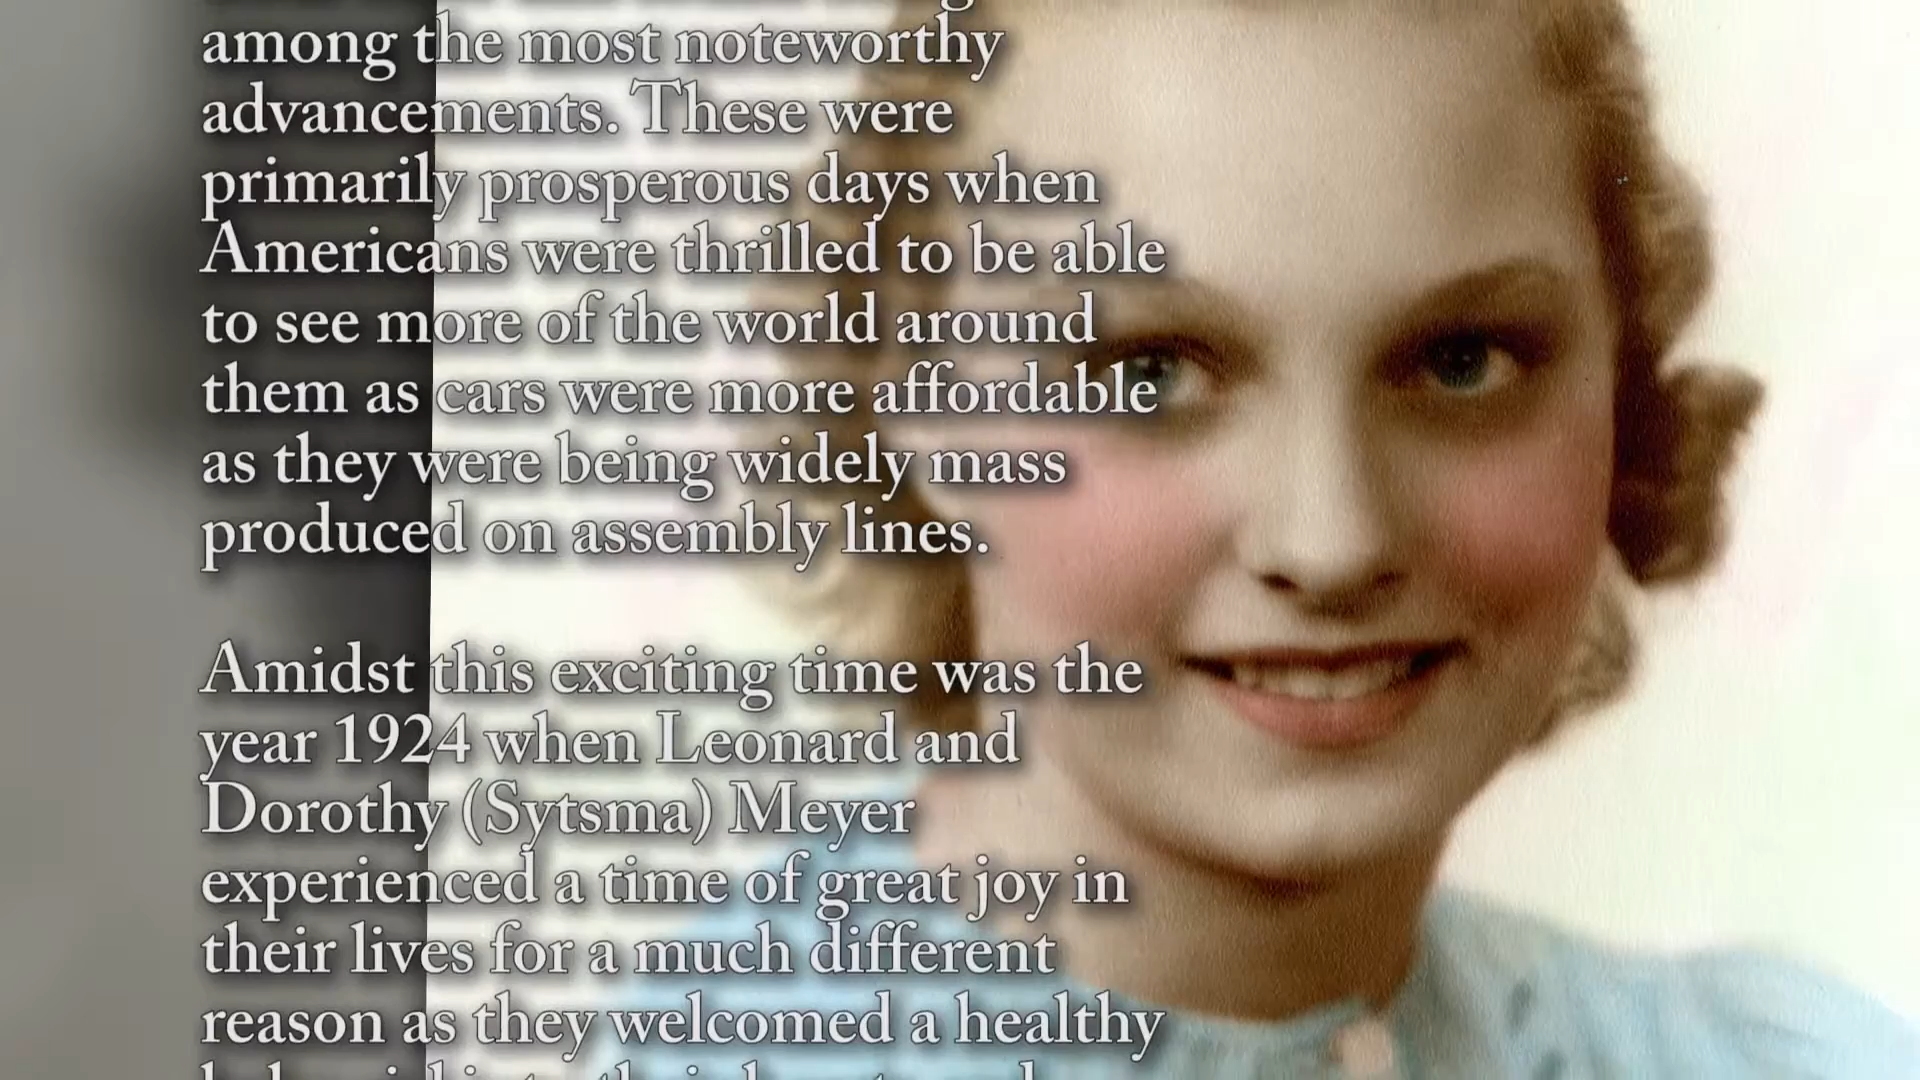 among the most noteworthy
advancements. These were
primarily prosperous days when
Americans were thrilled to be able
to see more of the world around
them as cars were more affordable
as they were being widely mass
produced on assembly lines.
Amidst this exciting time was the
year 1924 when Leonard and
Dorothy (Sytsma) Meyer
experienced a time of great joy in
their lives for a much different
reason as they welcomed a healthy